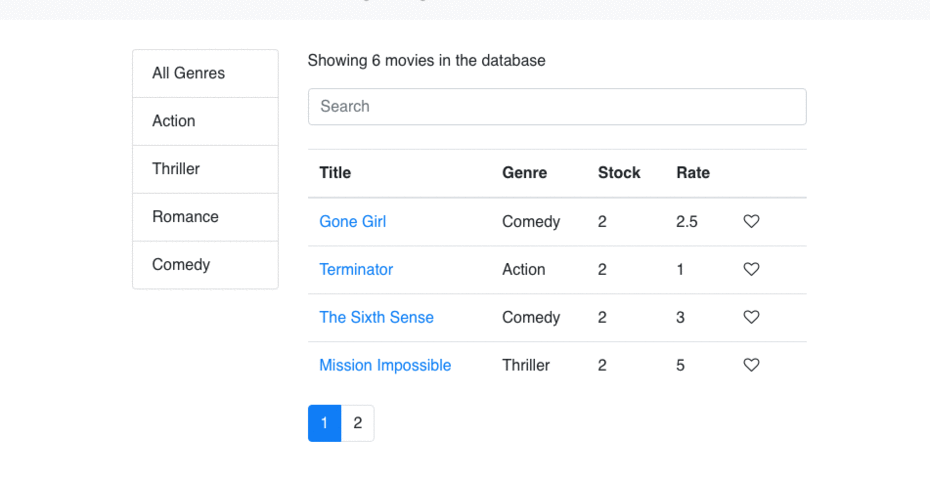 All Genres
Action
Thriller
Romance
Comedy
Showing 6 movies in the database
Search
Title Genre Stock Rate
Gone Girl Comedy 2 2.5
Terminator Action 2 1
The Sixth Sense Comedy 2 3
Mission Impossible Thriller 2 5
1 2